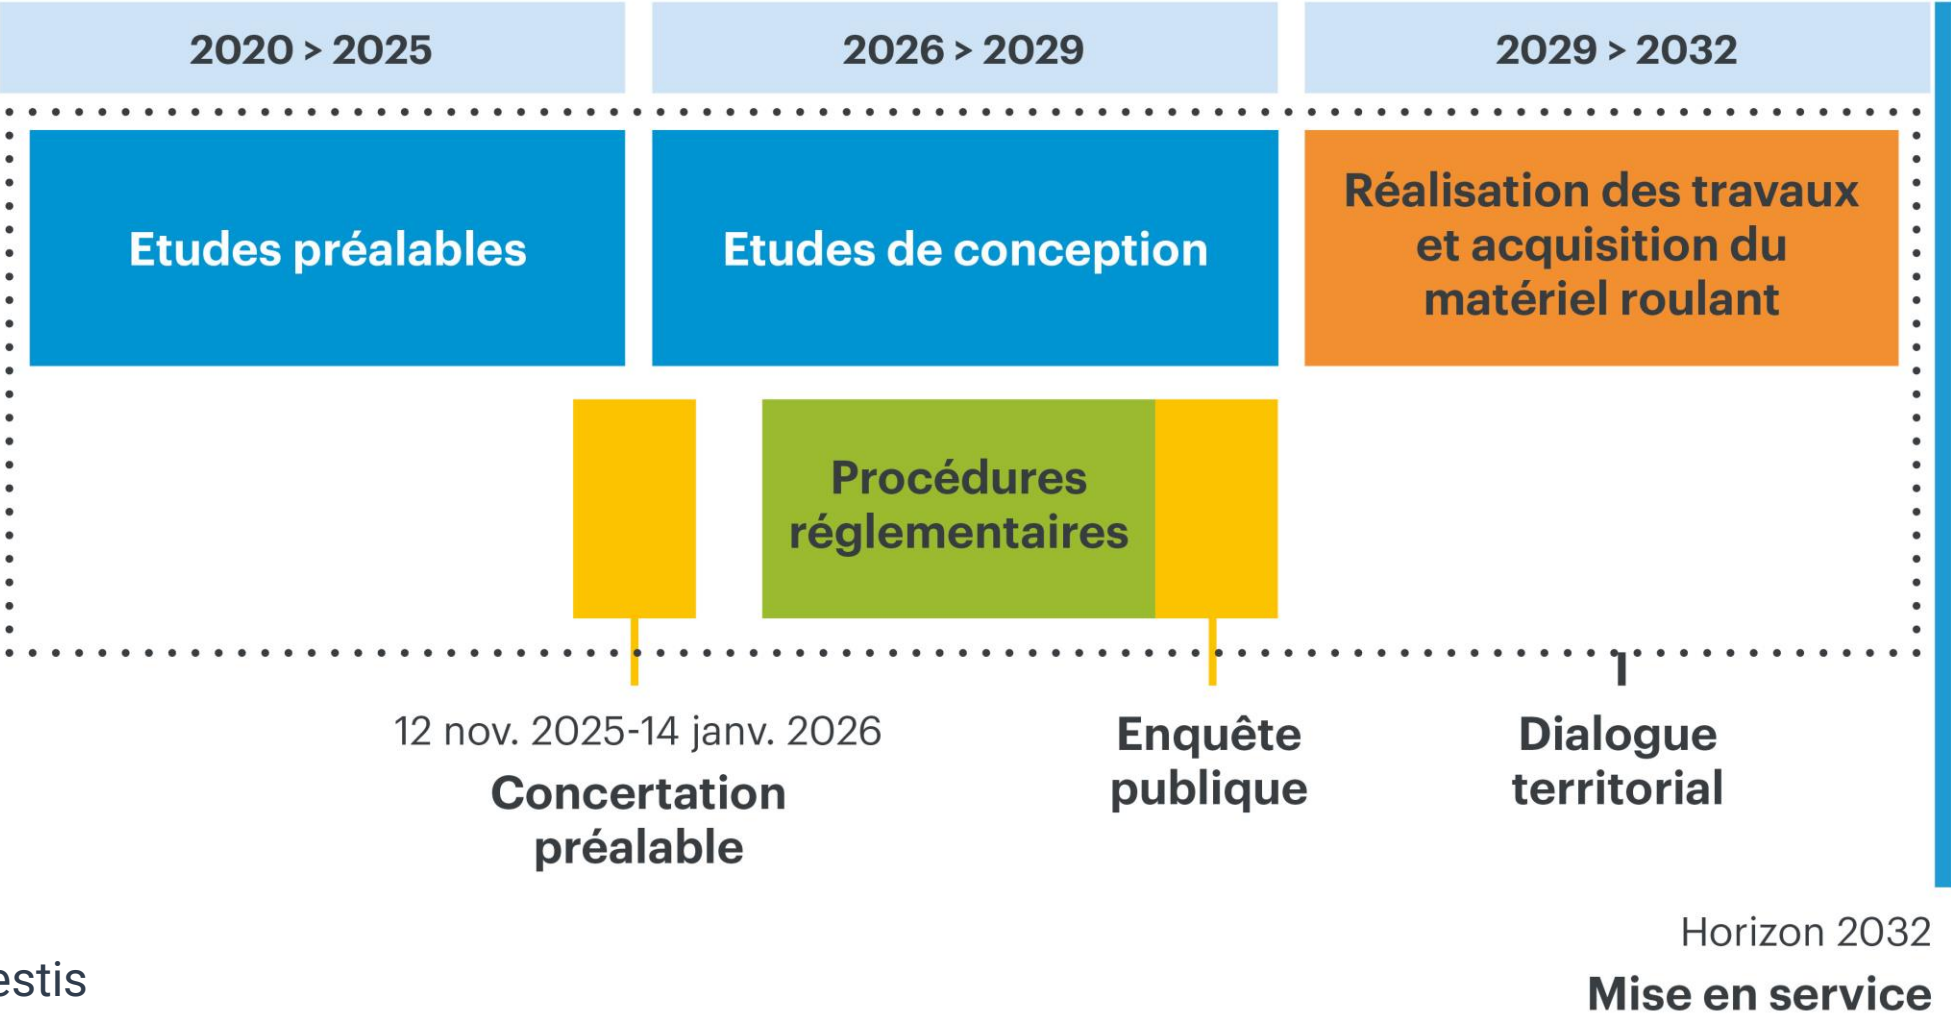 2020 > 2025
2026 > 2029
2029 > 2032
Etudes préalables
Etudes de conception
Réalisation des travaux
et acquisition du
matériel roulant
Procédures
réglementaires
12 nov. 2025-14 janv. 2026
Concertation
préalable
Enquête
publique
Dialogue
territorial
Horizon 2032
Mise en service